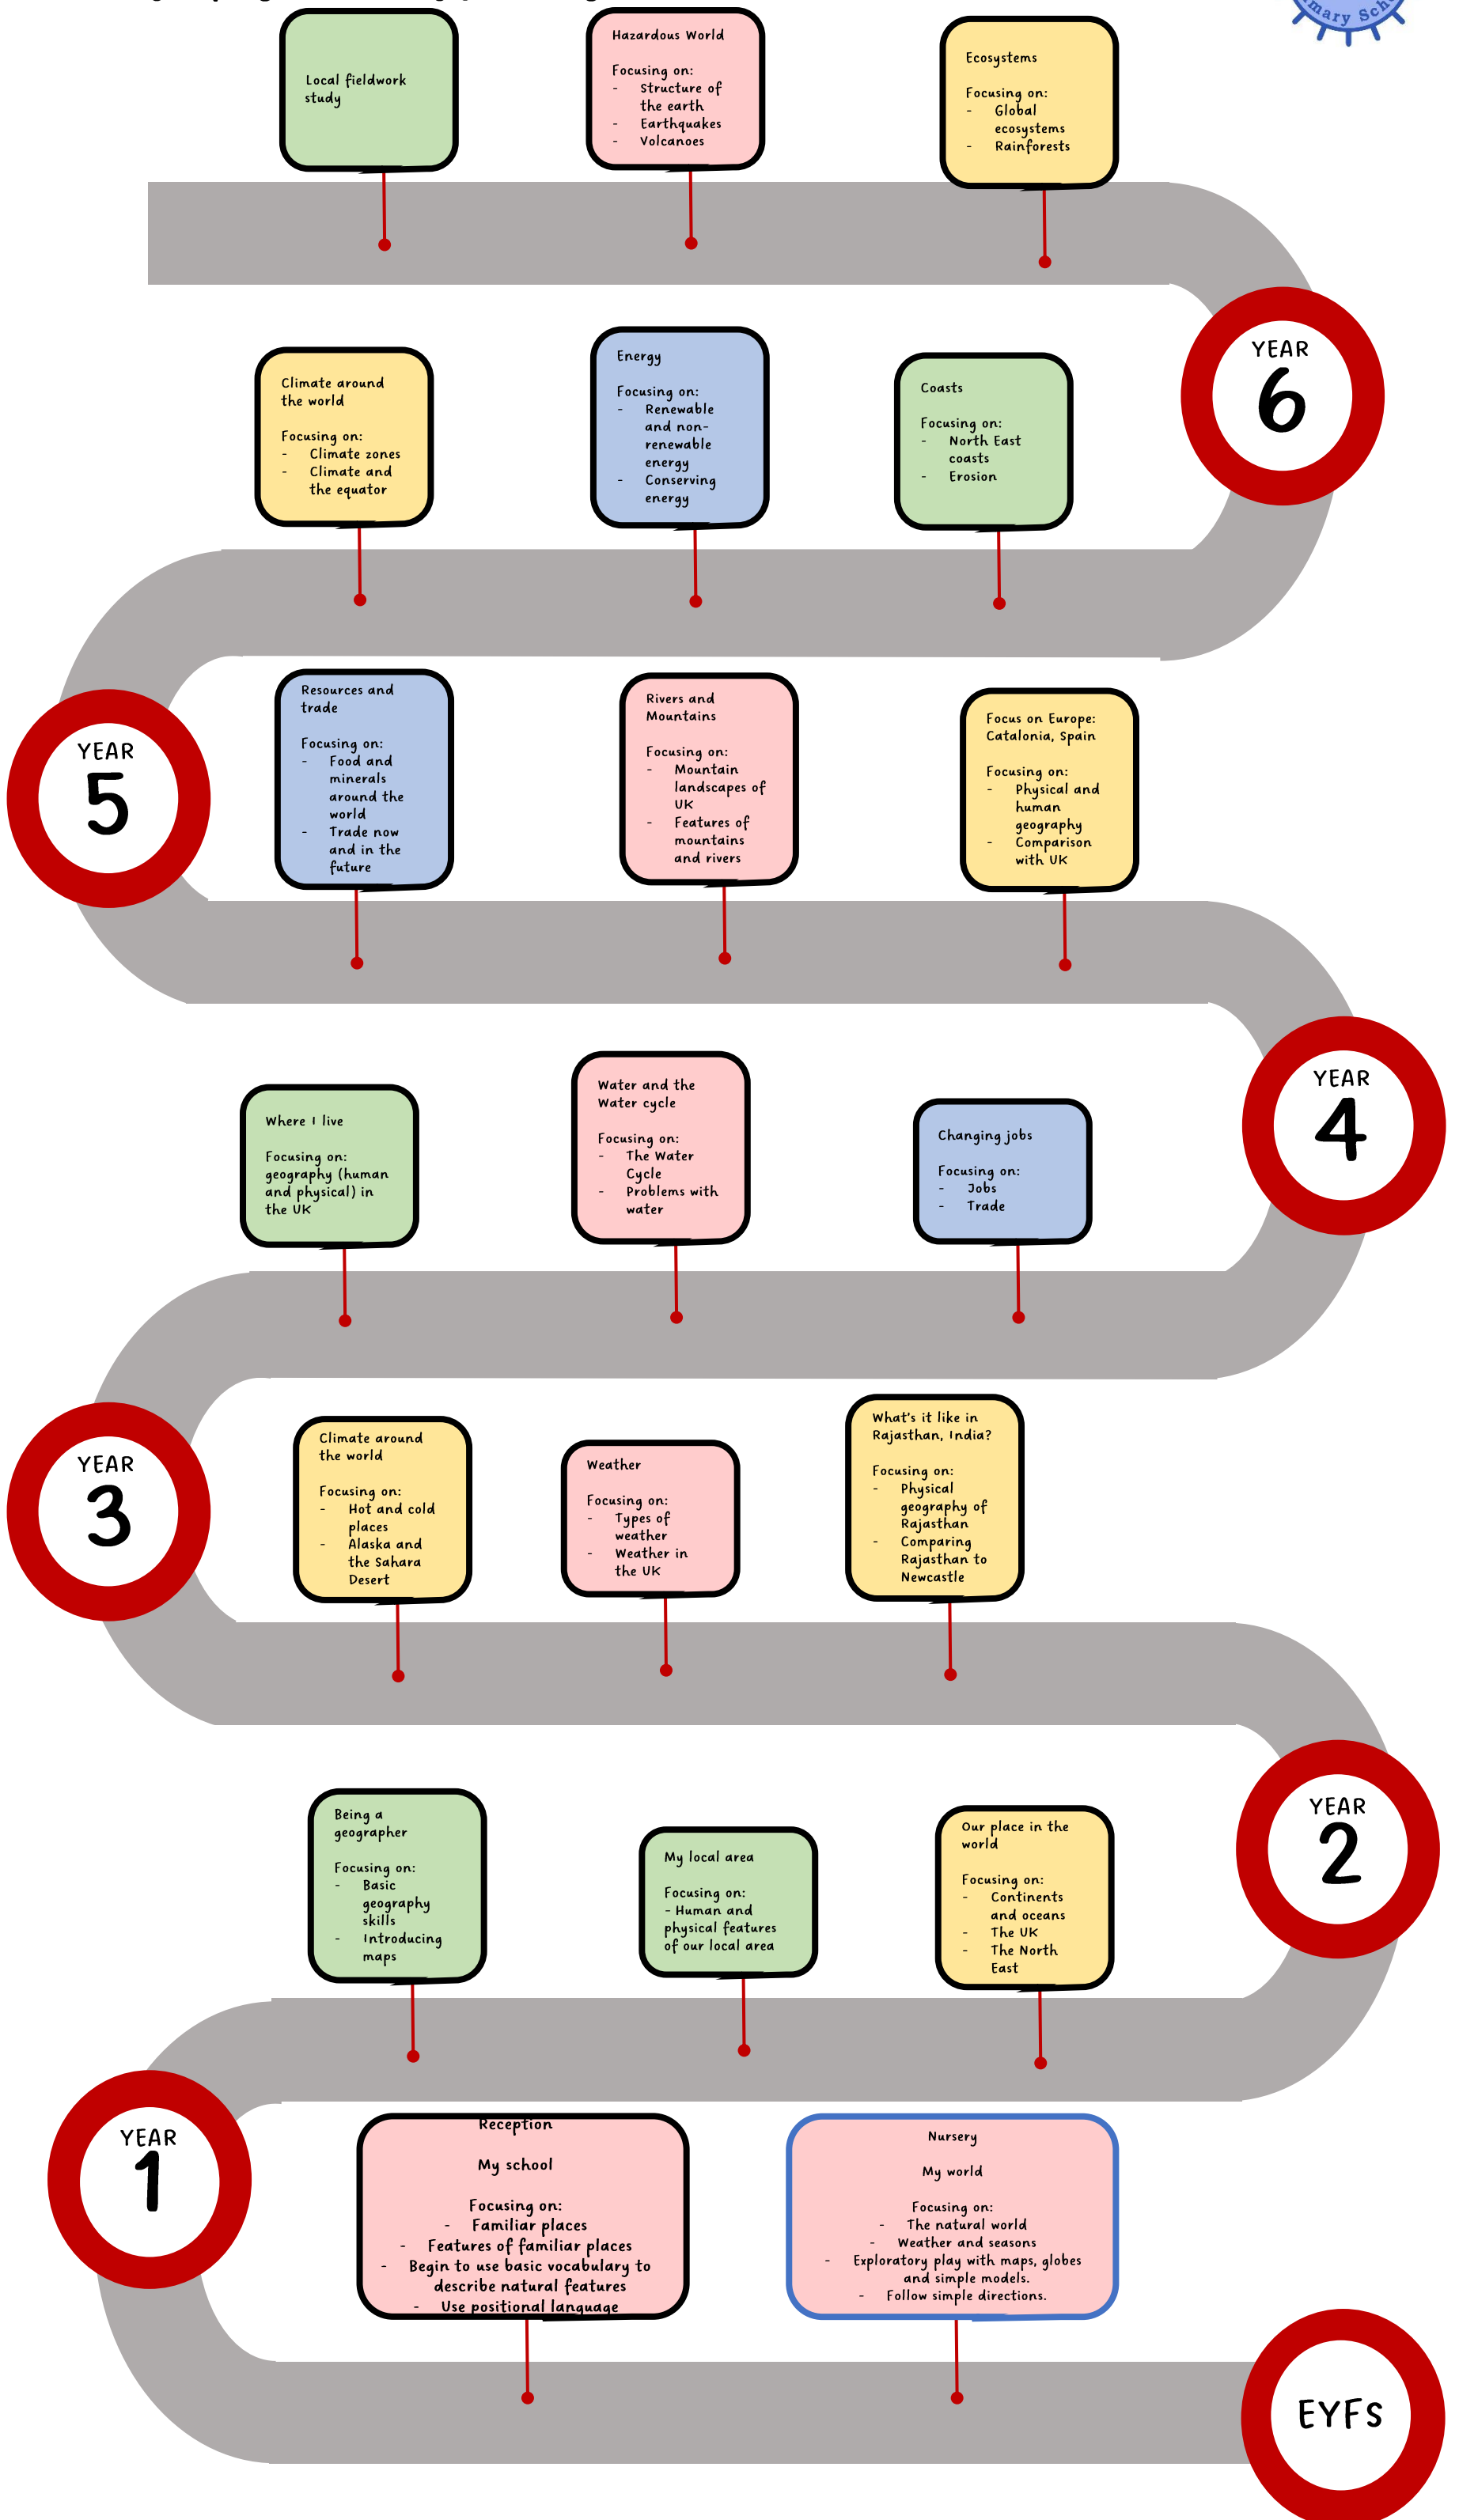 mary Scho
Local fieldwork
study
Hazardous World
Focusing on:
- Structure of
the earth
- Earthquakes
- Volcanoes
Ecosystems
Focusing on:
- Global
ecosystems
- Rainforests
YEAR
6
Climate around
the world
Focusing on:
- Climate zones
- Climate and
the equator
Energy
Focusing on:
- Renewable
and non-
renewable
energy
- Conserving
energy
Coasts
Focusing on:
- North East
coasts
- Erosion
YEAR
5
Resources and
trade
Focusing on:
- Food and
minerals
around the
world
- Trade now
and in the
future
Rivers and
Mountains
Focusing on:
- Mountain
landscapes of
UK
- Features of
mountains
and rivers
Focus on Europe:
Catalonia, Spain
Focusing on:
- Physical and
human
geography
- Comparison
with UK
YEAR
4
Where I live
Focusing on:
geography (human
and physical) in
the UK
Water and the
Water cycle
Focusing on:
- The Water
Cycle
- Problems with
water
Changing jobs
Focusing on:
- Jobs
- Trade
YEAR
3
Climate around
the world
Focusing on:
- Hot and cold
places
- Alaska and
the Sahara
Desert
Weather
Focusing on:
- Types of
weather
- Weather in
the UK
What's it like in
Rajasthan, India?
Focusing on:
- Physical
geography of
Rajasthan
- Comparing
Rajasthan to
Newcastle
YEAR
2
Being a
geographer
Focusing on:
- Basic
geography
skills
- Introducing
maps
My local area
Focusing on:
- Human and
physical features
of our local area
Our place in the
world
Focusing on:
- Continents
and oceans
- The UK
- The North
East
YEAR
1
Reception
My school
Focusing on:
- Familiar places
- Features of familiar places
- Begin to use basic vocabulary to
describe natural features
- Use positional language
Nursery
My world
Focusing on:
- The natural world
- Weather and seasons
- Exploratory play with maps, globes
and simple models.
- Follow simple directions.
EYFs